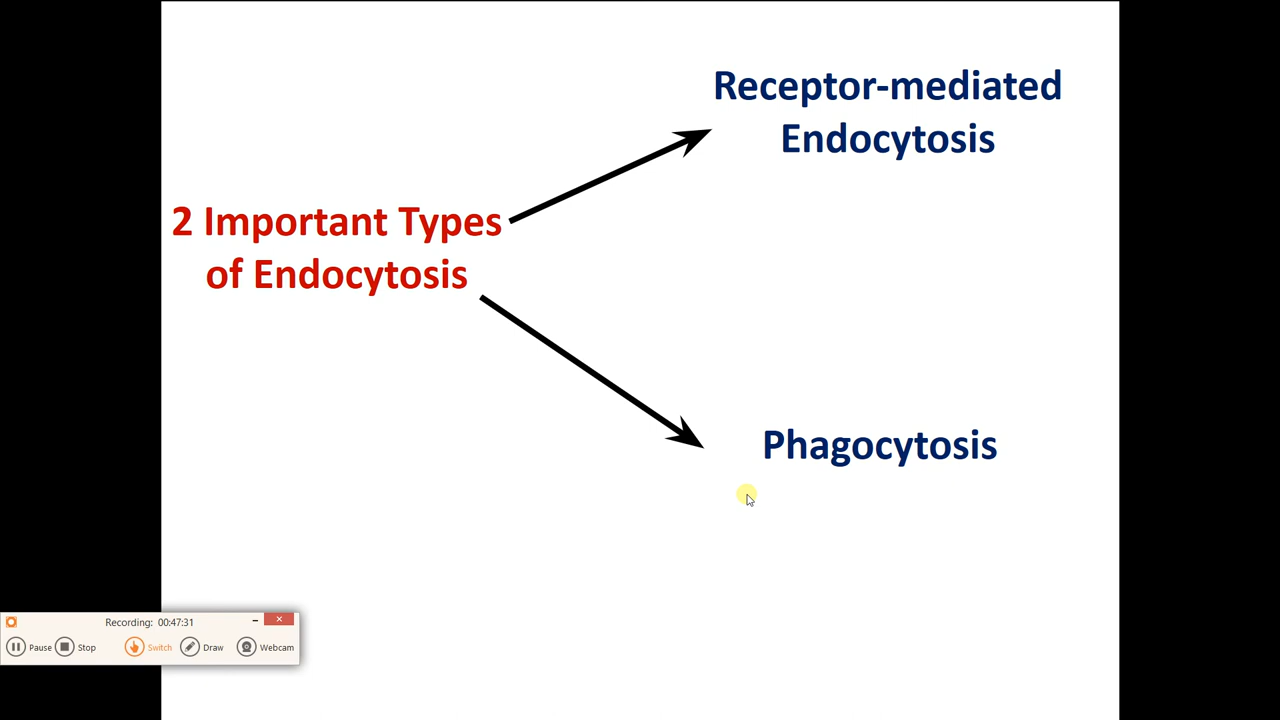 Receptor-mediated
Endocytosis
2 Important Types
of Endocytosis
Phagocytosis
Recording: 00:47:31
Pause Stop Switch Draw Webcam